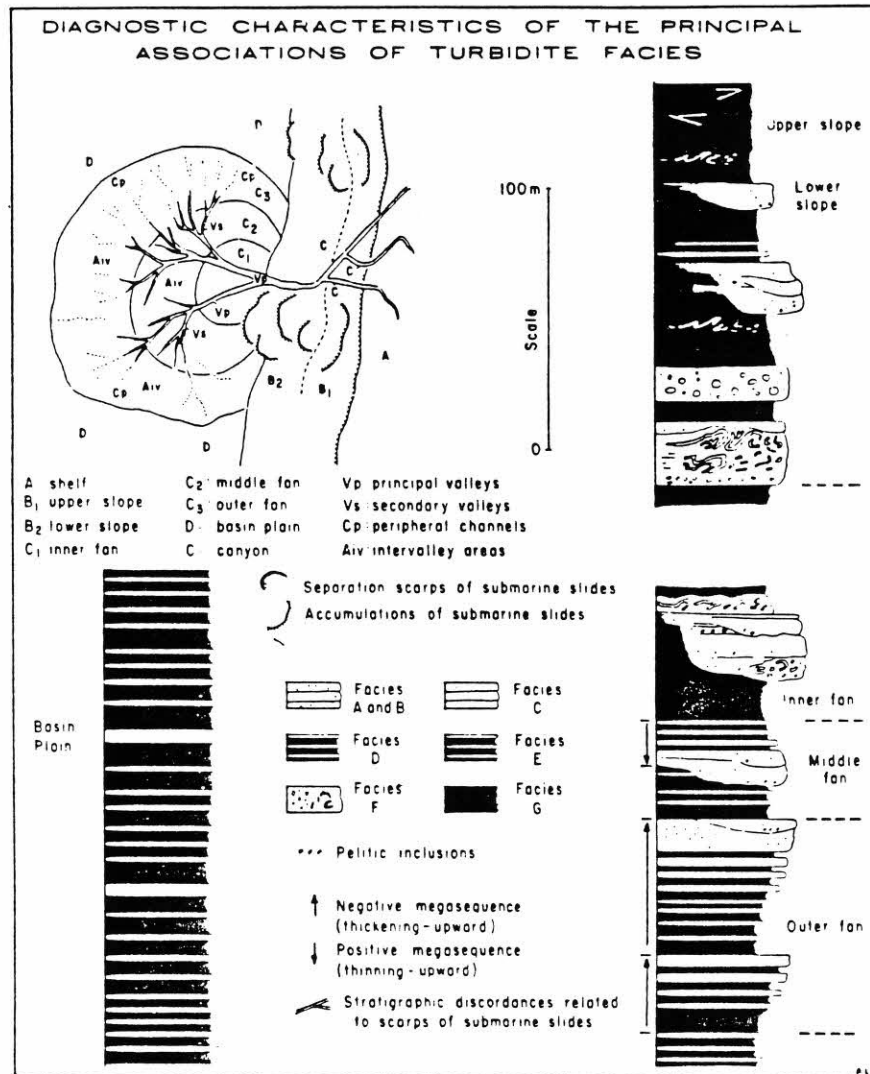 DIAGNOSTIC CHARACTERISTICS OF THE PRINCIPAL
ASSOCIATIONS OF TURBIDITE FACIES
D
D
Cp
Cp
C3
C2
Vs
C1
Aiv
Aiv
Vp
Vp
Vs
Cp
Aiv
D
D
C
C
C
B2
B1
A
100 m
Scale
0
Upper slope
Lower
slope
A shelf
B1 upper slope
B2 lower slope
C1 inner fan
C2 middle fan
C3 outer fan
D basin plain
C canyon
Vp principal valleys
Vs secondary valleys
Cp peripheral channels
Aiv intervalley areas
Separation scarps of submarine slides
Accumulations of submarine slides
Basin
Plain
Facies
A and B
Facies
C
Facies
D
Facies
E
Facies
F
Facies
G
Pelitic inclusions
Negative megasequence
(thickening-upward)
Positive megasequence
(thinning-upward)
Stratigraphic discordances related
to scarps of submarine slides
Inner fan
Middle
fan
Outer fan